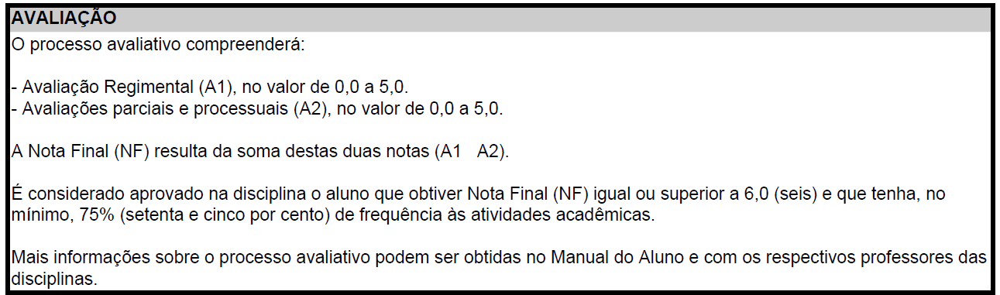 AVALIAÇÃO
O processo avaliativo compreenderá:
- Avaliação Regimental (A1), no valor de 0,0 a 5,0.
- Avaliações parciais e processuais (A2), no valor de 0,0 a 5,0.
A Nota Final (NF) resulta da soma destas duas notas (A1   A2).
É considerado aprovado na disciplina o aluno que obtiver Nota Final (NF) igual ou superior a 6,0 (seis) e que tenha, no
mínimo, 75% (setenta e cinco por cento) de frequência às atividades acadêmicas.
Mais informações sobre o processo avaliativo podem ser obtidas no Manual do Aluno e com os respectivos professores das
disciplinas.